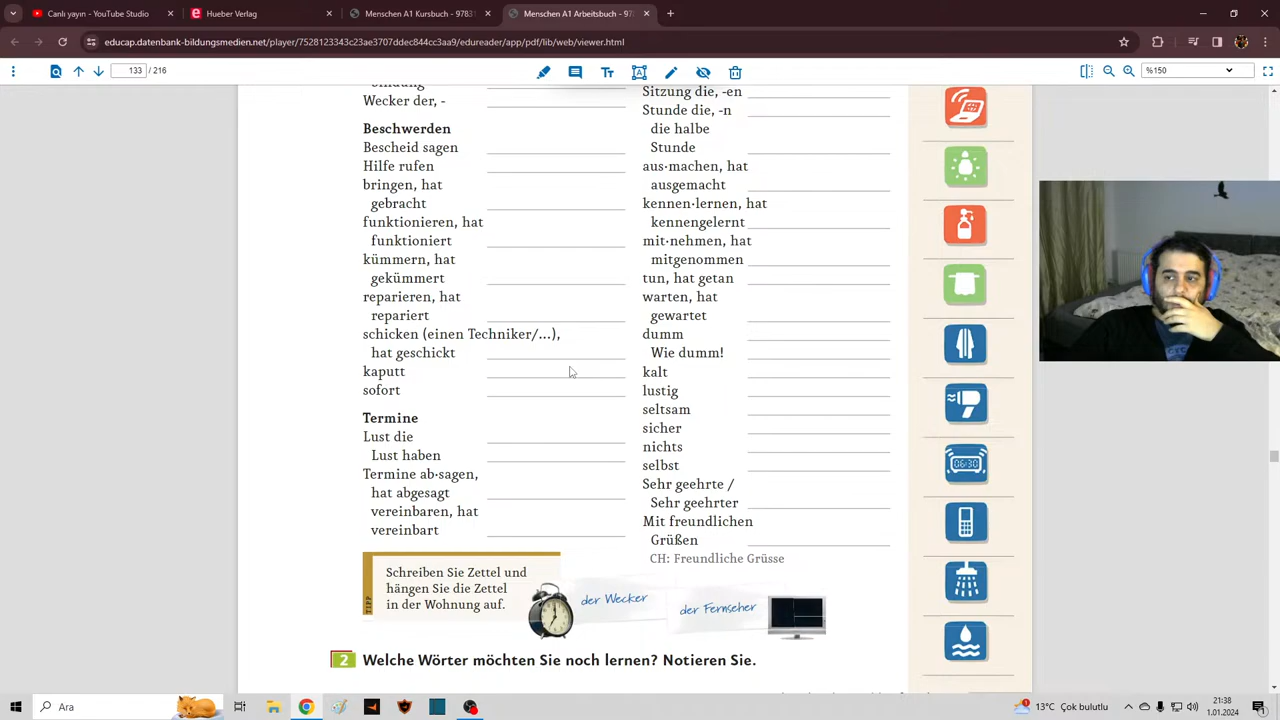 Canlı yayın - YouTube Studio
Hueber Verlag
Menschen A1 Kursbuch - 9783
Menschen A1 Arbeitsbuch - 97
educap.datenbank-bildungsmedien.net/player/7528123343c23ae3707ddec844cc3aa9/edureader/app/pdf/lib/web/viewer.html
133 / 216
%150
Wecker der, -
Beschwerden
Bescheid sagen
Hilfe rufen
bringen, hat
gebracht
funktionieren, hat
funktioniert
kümmern, hat
gekümmert
reparieren, hat
repariert
schicken (einen Techniker/...),
hat geschickt
kaputt
sofort
Termine
Lust die
Lust haben
Termine ab·sagen,
hat abgesagt
vereinbaren, hat
vereinbart
TIPP
Schreiben Sie Zettel und
hängen Sie die Zettel
in der Wohnung auf.
Sitzung die, -en
Stunde die, -n
die halbe
Stunde
aus·machen, hat
ausgemacht
kennen·lernen, hat
kennengelernt
mit·nehmen, hat
mitgenommen
tun, hat getan
warten, hat
gewartet
dumm
Wie dumm!
kalt
lustig
seltsam
sicher
nichts
selbst
Sehr geehrte /
Sehr geehrter
Mit freundlichen
Grüßen
CH: Freundliche Grüsse
der Wecker
der Fernseher
06:30
2 Welche Wörter möchten Sie noch lernen? Notieren Sie.
Ara
13°C Çok bulutlu
21:38
1.01.2024